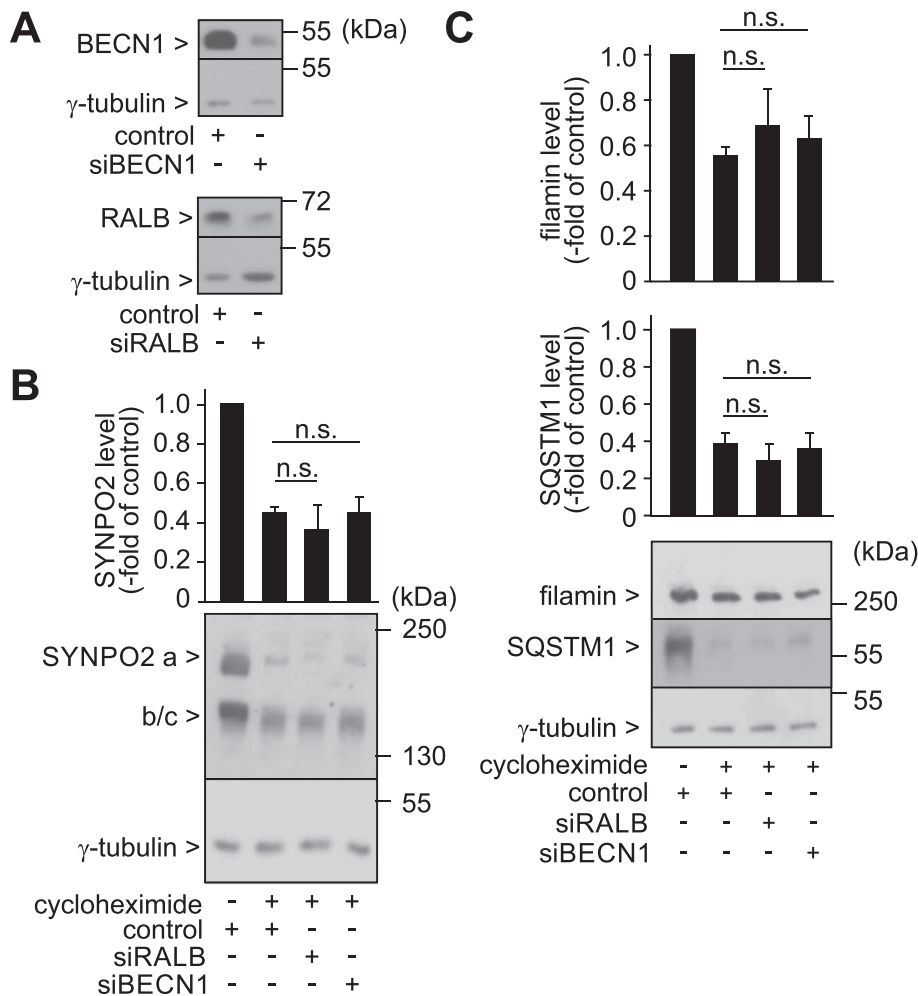 A
BECN1 >
55 (kDa)
55
γ-tubulin >
control + -
siBECN1 - +
72
RALB >
55
γ-tubulin >
control + -
siRALB - +
B
SYNPO2 level
(-fold of control)
1.0
0.8
0.6
0.4
0.2
0
n.s.
n.s.
(kDa)
250
SYNPO2 a >
b/c >
130
55
γ-tubulin >
cycloheximide - + + +
control + + - -
siRALB - - + -
siBECN1 - - - +
C
filamin level
(-fold of control)
1.0
0.8
0.6
0.4
0.2
0
n.s.
n.s.
SQSTM1 level
(-fold of control)
1.0
0.8
0.6
0.4
0.2
0
n.s.
n.s.
(kDa)
filamin >
250
SQSTM1 >
55
55
γ-tubulin >
cycloheximide - + + +
control + + - -
siRALB - - + -
siBECN1 - - - +